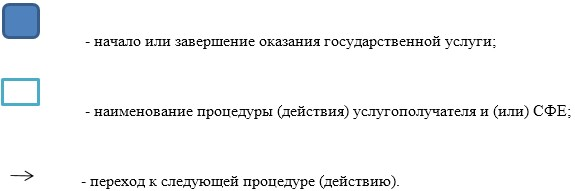 - начало или завершение оказания государственной услуги;
- наименование процедуры (действия) услугополучателя и (или) СФЕ;
- переход к следующей процедуре (действию).